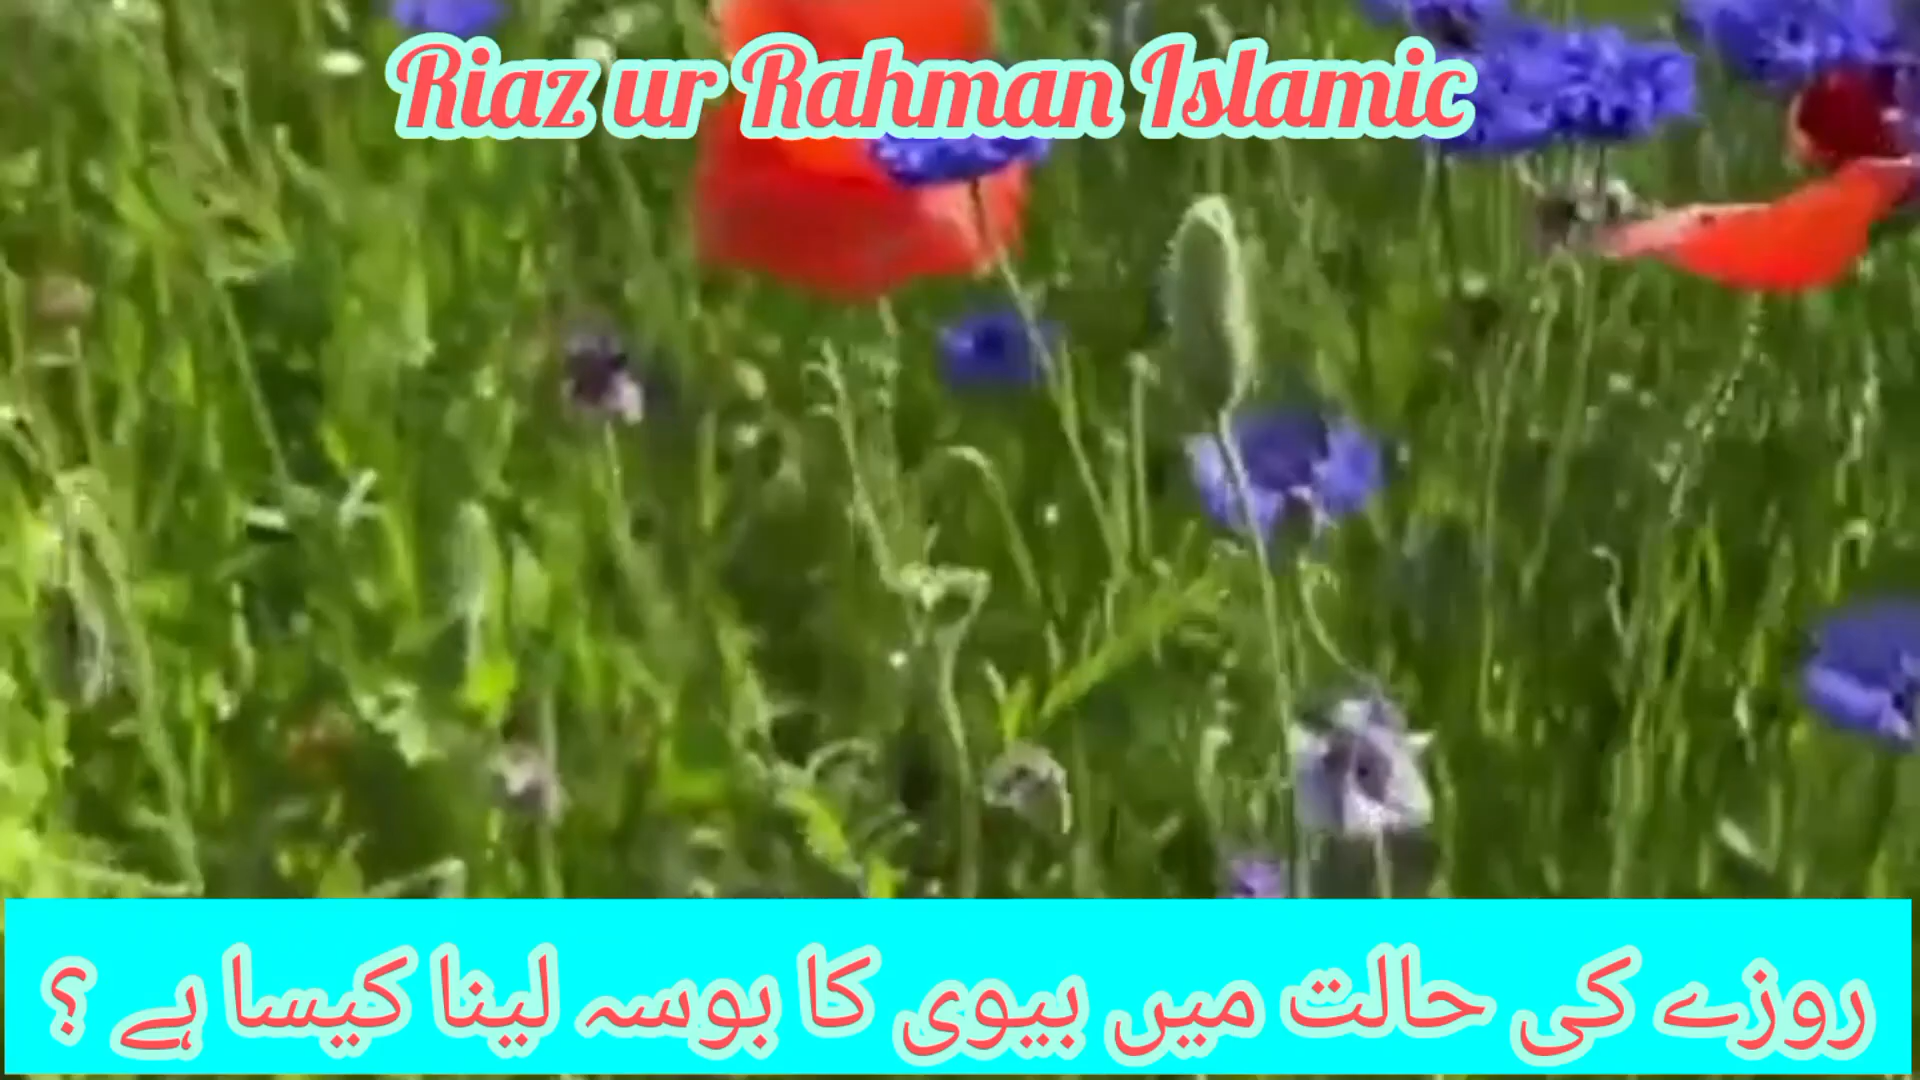 Riaz ur Rahman Islamic
روزے کی حالت میں بیوی کا بوسہ لینا کیسا ہے ؟